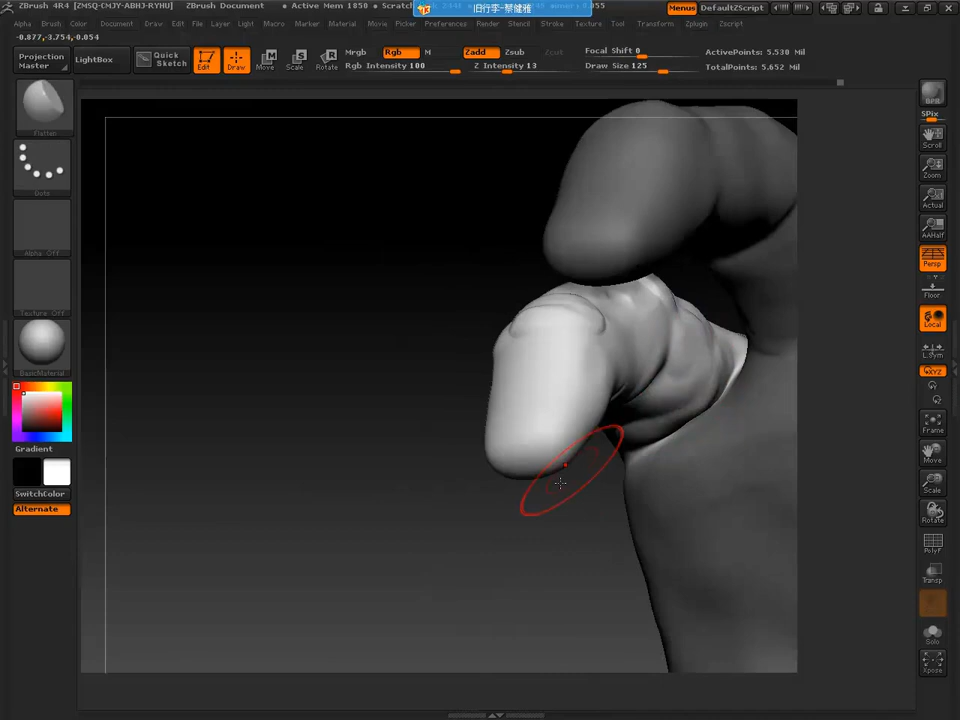 ZBrush 4R4 [ZMSQ-CMJY-ABHJ-RYHU] ZBrush Document • Active Mem 1850 • Scratch
旧行李-蔡健雅
Menus DefaultZScript
Alpha Brush Color Document Draw Edit File Layer Light Macro Marker Material Movie Picker Preferences Render Stencil Stroke Texture Tool Transform Zplugin Zscript
-0.877,-3.754,-0.054
Projection Master
LightBox
Quick Sketch
Edit Draw Move Scale Rotate
Mrgb Rgb M
Rgb Intensity 100
Zadd Zsub Zcut
Z Intensity 13
Focal Shift 0
Draw Size 125
ActivePoints: 5.530 Mil
TotalPoints: 5.652 Mil
Flatten
Dots
Alpha Off
Texture Off
BasicMaterial
Gradient
SwitchColor
Alternate
BPR
SPix
Scroll
Zoom
Actual
AAHalf
Persp
Floor
Local
L.Sym
XYZ
Frame
Move
Scale
Rotate
PolyF
Transp
Solo
Xpose